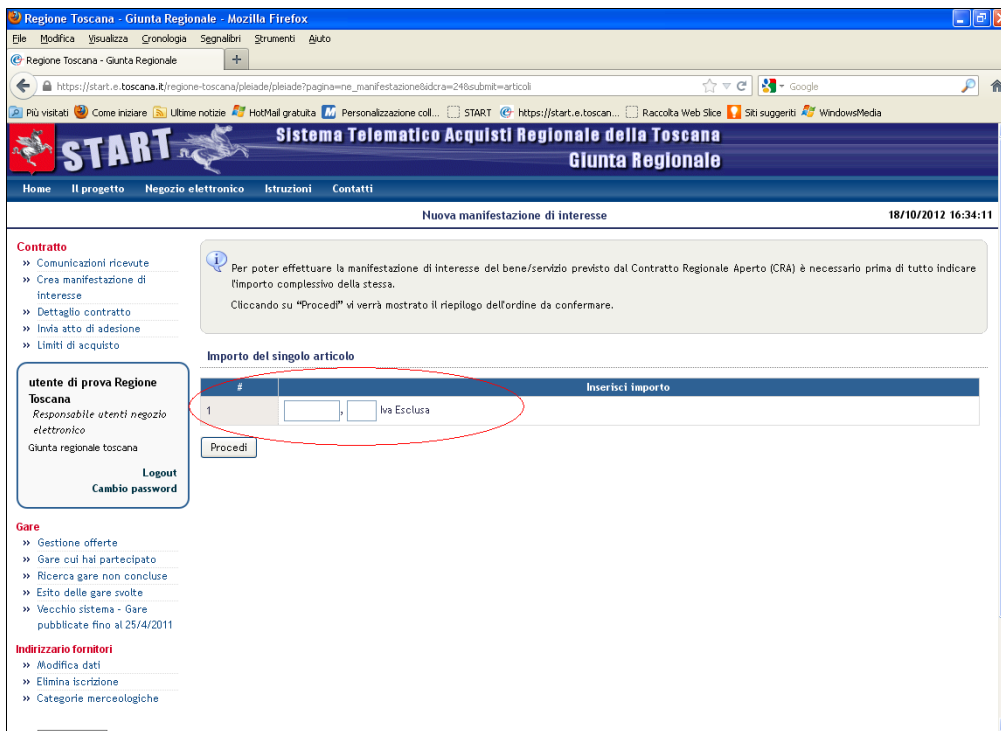 Regione Toscana - Giunta Regionale - Mozilla Firefox
File Modifica Visualizza Cronologia Segnalibri Strumenti Aiuto
Regione Toscana - Giunta Regionale +
https://start.e.toscana.it/regione-toscana/pleiade/pleiade?pagina=ne_manifestazione&idcra=24&submit=articoli Google
Più visitati Come iniziare Ultime notizie HotMail gratuita Personalizzazione coll... START https://start.e.toscan... Raccolta Web Slice Siti suggeriti WindowsMedia
START
Sistema Telematico Acquisti Regionale della Toscana
Giunta Regionale
Home Il progetto Negozio elettronico Istruzioni Contatti
Nuova manifestazione di interesse 18/10/2012 16:34:11
Contratto
» Comunicazioni ricevute
» Crea manifestazione di
interesse
» Dettaglio contratto
» Invia atto di adesione
» Limiti di acquisto
utente di prova Regione
Toscana
Responsabile utenti negozio
elettronico
Giunta regionale toscana
Logout
Cambio password
Gare
» Gestione offerte
» Gare cui hai partecipato
» Ricerca gare non concluse
» Esito delle gare svolte
» Vecchio sistema - Gare
pubblicate fino al 25/4/2011
Indirizzario fornitori
» Modifica dati
» Elimina iscrizione
» Categorie merceologiche
Per poter effettuare la manifestazione di interesse del bene/servizio previsto dal Contratto Regionale Aperto (CRA) è necessario prima di tutto indicare
l'importo complessivo della stessa.
Cliccando su “Procedi” vi verrà mostrato il riepilogo dell'ordine da confermare.
Importo del singolo articolo
# Inserisci importo
1 , Iva Esclusa
Procedi